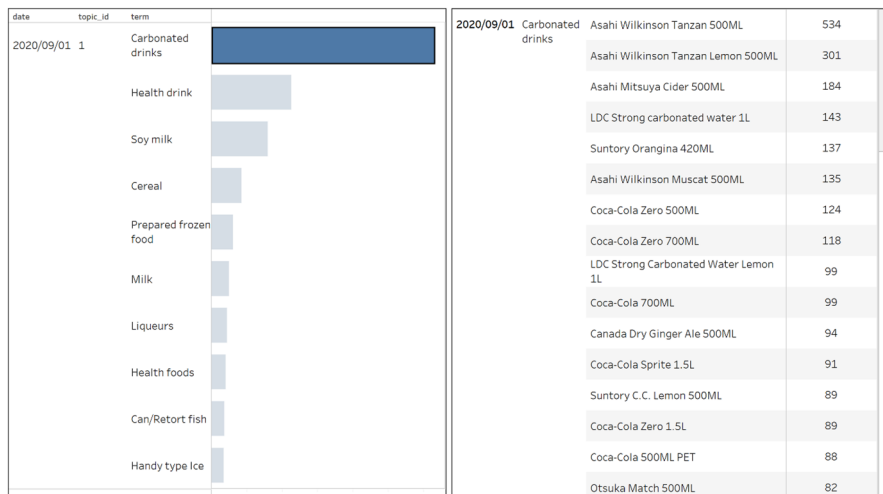 date topic_id term
2020/09/01 1 Carbonated
drinks
Health drink
Soy milk
Cereal
Prepared frozen
food
Milk
Liqueurs
Health foods
Can/Retort fish
Handy type Ice
2020/09/01 Carbonated
drinks
Asahi Wilkinson Tanzan 500ML 534
Asahi Wilkinson Tanzan Lemon 500ML 301
Asahi Mitsuya Cider 500ML 184
LDC Strong carbonated water 1L 143
Suntory Orangina 420ML 137
Asahi Wilkinson Muscat 500ML 135
Coca-Cola Zero 500ML 124
Coca-Cola Zero 700ML 118
LDC Strong Carbonated Water Lemon
1L 99
Coca-Cola 700ML 99
Canada Dry Ginger Ale 500ML 94
Coca-Cola Sprite 1.5L 91
Suntory C.C. Lemon 500ML 89
Coca-Cola Zero 1.5L 89
Coca-Cola 500ML PET 88
Otsuka Match 500ML 82